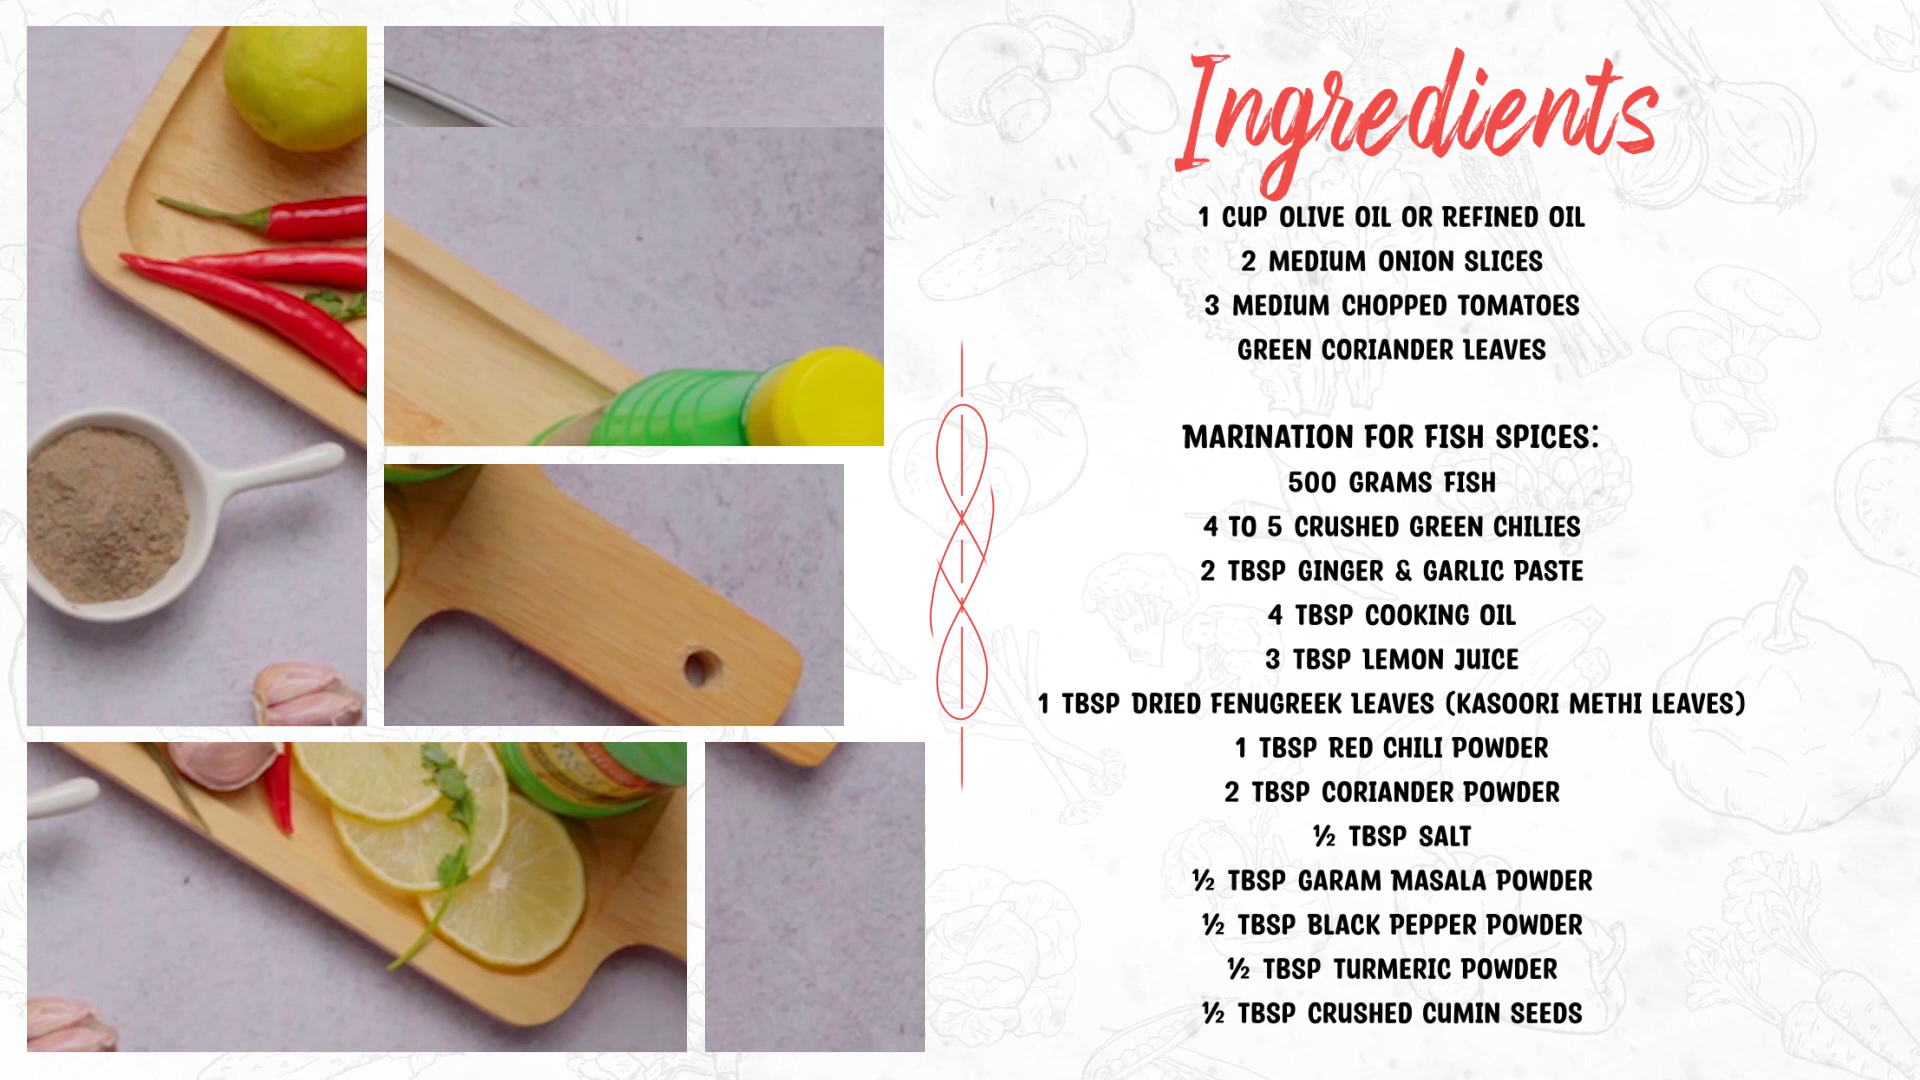 Ingredients
1 CUP OLIVE OIL OR REFINED OIL
2 MEDIUM ONION SLICES
3 MEDIUM CHOPPED TOMATOES
GREEN CORIANDER LEAVES
MARINATION FOR FISH SPICES:
500 GRAMS FISH
4 TO 5 CRUSHED GREEN CHILIES
2 TBSP GINGER & GARLIC PASTE
4 TBSP COOKING OIL
3 TBSP LEMON JUICE
1 TBSP DRIED FENUGREEK LEAVES (KASOORI METHI LEAVES)
1 TBSP RED CHILI POWDER
2 TBSP CORIANDER POWDER
½ TBSP SALT
½ TBSP GARAM MASALA POWDER
½ TBSP BLACK PEPPER POWDER
½ TBSP TURMERIC POWDER
½ TBSP CRUSHED CUMIN SEEDS